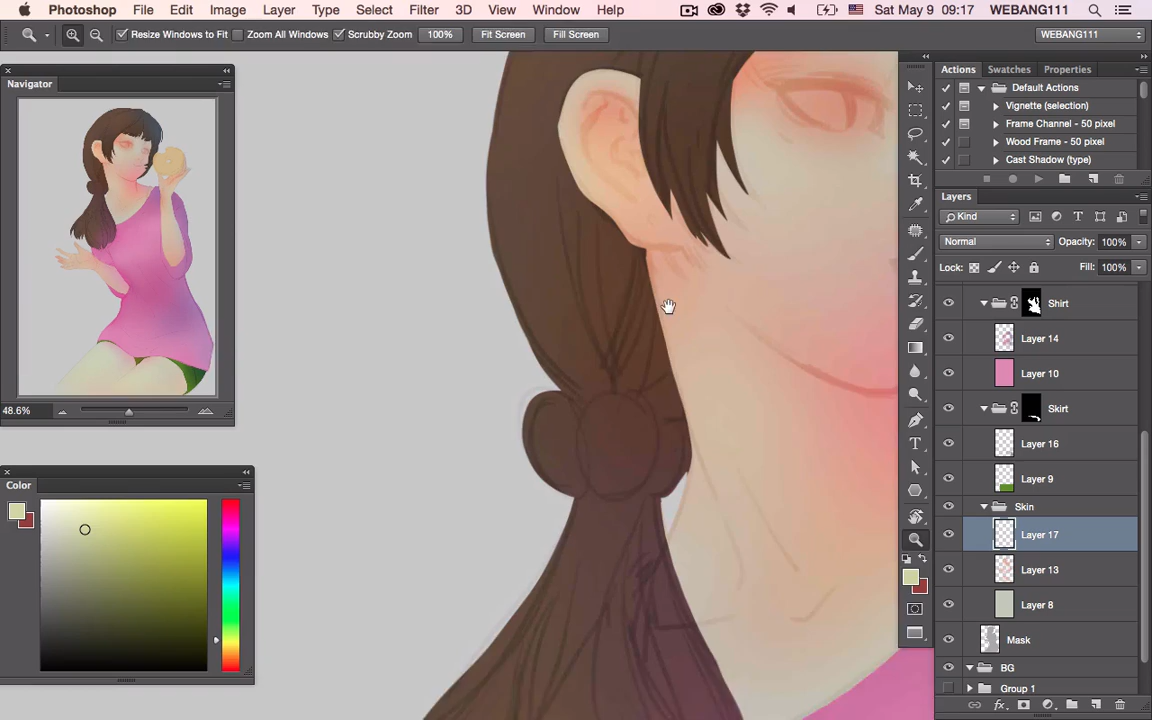 Photoshop File Edit Image Layer Type Select Filter 3D View Window Help Sat May 9 09:17 WEBANG111
Resize Windows to Fit Zoom All Windows Scrubby Zoom 100% Fit Screen Fill Screen WEBANG111
Navigator
48.6%
Color
Actions Swatches Properties
Default Actions
Vignette (selection)
Frame Channel - 50 pixel
Wood Frame - 50 pixel
Cast Shadow (type)
Layers
Kind
Normal Opacity: 100%
Lock: Fill: 100%
Shirt
Layer 14
Layer 10
Skirt
Layer 16
Layer 9
Skin
Layer 17
Layer 13
Layer 8
Mask
BG
Group 1
fx